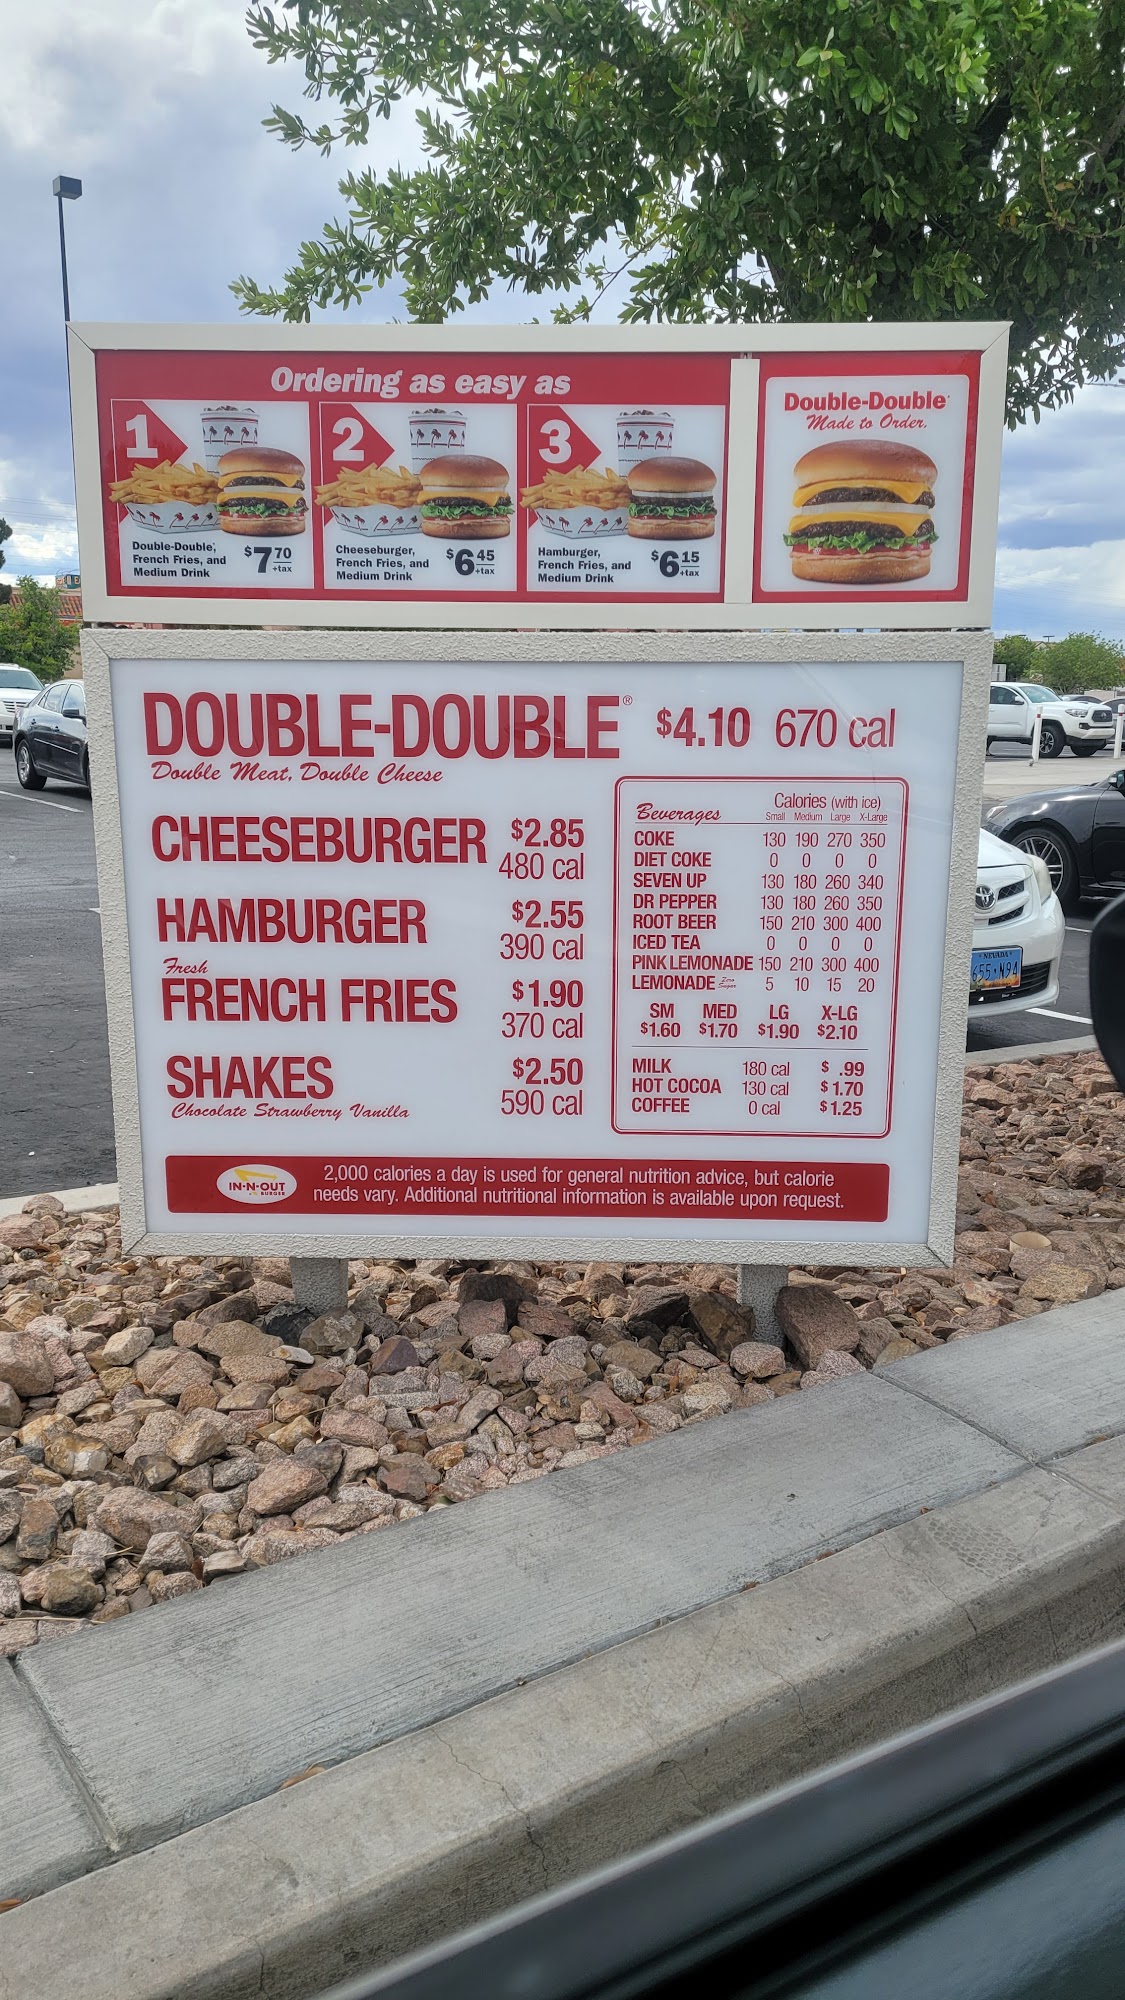 Ordering as easy as
1
Double-Double,
French Fries, and
Medium Drink
$7.70
+tax
2
Cheeseburger,
French Fries, and
Medium Drink
$6.45
+tax
3
Hamburger,
French Fries, and
Medium Drink
$6.15
+tax
Double-Double
Made to Order.
DOUBLE-DOUBLE® $4.10 670 cal
Double Meat, Double Cheese
CHEESEBURGER $2.85
480 cal
HAMBURGER $2.55
390 cal
Fresh
FRENCH FRIES $1.90
370 cal
SHAKES $2.50
Chocolate Strawberry Vanilla 590 cal
Beverages Calories (with ice)
Small Medium Large X-Large
COKE 130 190 270 350
DIET COKE 0 0 0 0
SEVEN UP 130 180 260 340
DR PEPPER 130 180 260 350
ROOT BEER 150 210 300 400
ICED TEA 0 0 0 0
PINK LEMONADE 150 210 300 400
LEMONADE Zero Sugar 5 10 15 20
SM MED LG X-LG
$1.60 $1.70 $1.90 $2.10
MILK 180 cal $ .99
HOT COCOA 130 cal $1.70
COFFEE 0 cal $1.25
IN-N-OUT
BURGER
2,000 calories a day is used for general nutrition advice, but calorie
needs vary. Additional nutritional information is available upon request.
NEVADA
655·N94